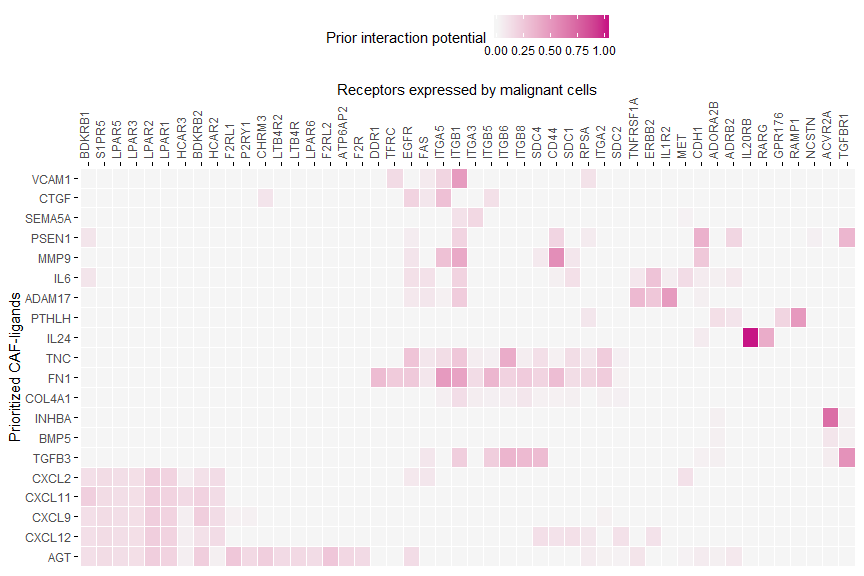 Prior interaction potential
0.00 0.25 0.50 0.75 1.00
Receptors expressed by malignant cells
BDKRB1
S1PR5
LPAR5
LPAR3
LPAR2
LPAR1
HCAR3
BDKRB2
HCAR2
F2RL1
P2RY1
CHRM3
LTB4R2
LTB4R
LPAR6
F2RL2
ATP6AP2
F2R
DDR1
TFRC
EGFR
FAS
ITGA5
ITGB1
ITGA3
ITGB5
ITGB6
ITGB8
SDC4
CD44
SDC1
RPSA
ITGA2
SDC2
TNFRSF1A
ERBB2
IL1R2
MET
CDH1
ADORA2B
ADRB2
IL20RB
RARG
GPR176
RAMP1
NCSTN
ACVR2A
TGFBR1
Prioritized CAF-ligands
VCAM1
CTGF
SEMA5A
PSEN1
MMP9
IL6
ADAM17
PTHLH
IL24
TNC
FN1
COL4A1
INHBA
BMP5
TGFB3
CXCL2
CXCL11
CXCL9
CXCL12
AGT